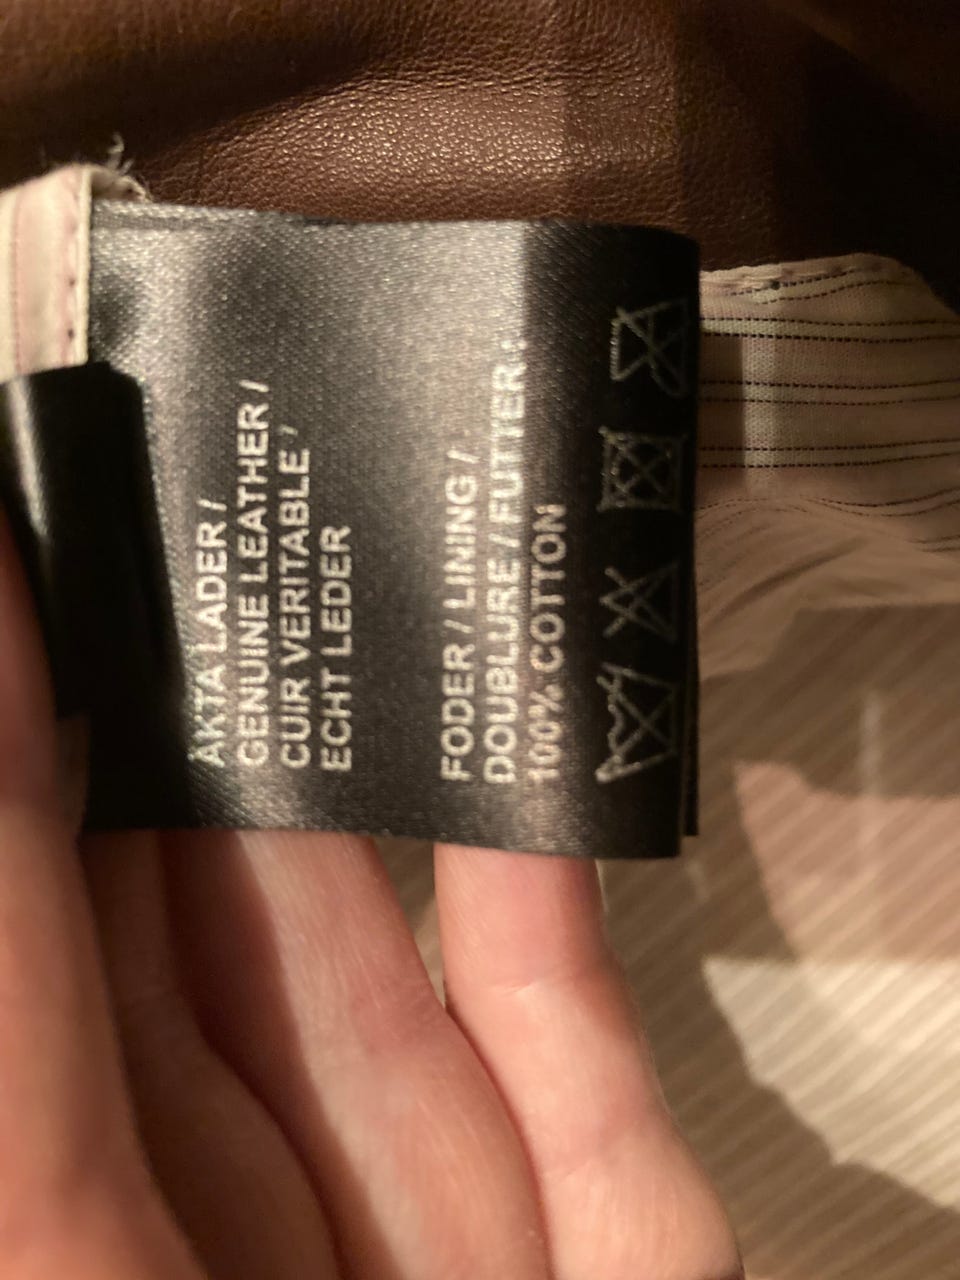 ÄKTA LÄDER /
GENUINE LEATHER /
CUIR VERITABLE /
ECHT LEDER
FODER / LINING /
DOUBLURE / FUTTER:
100% COTTON